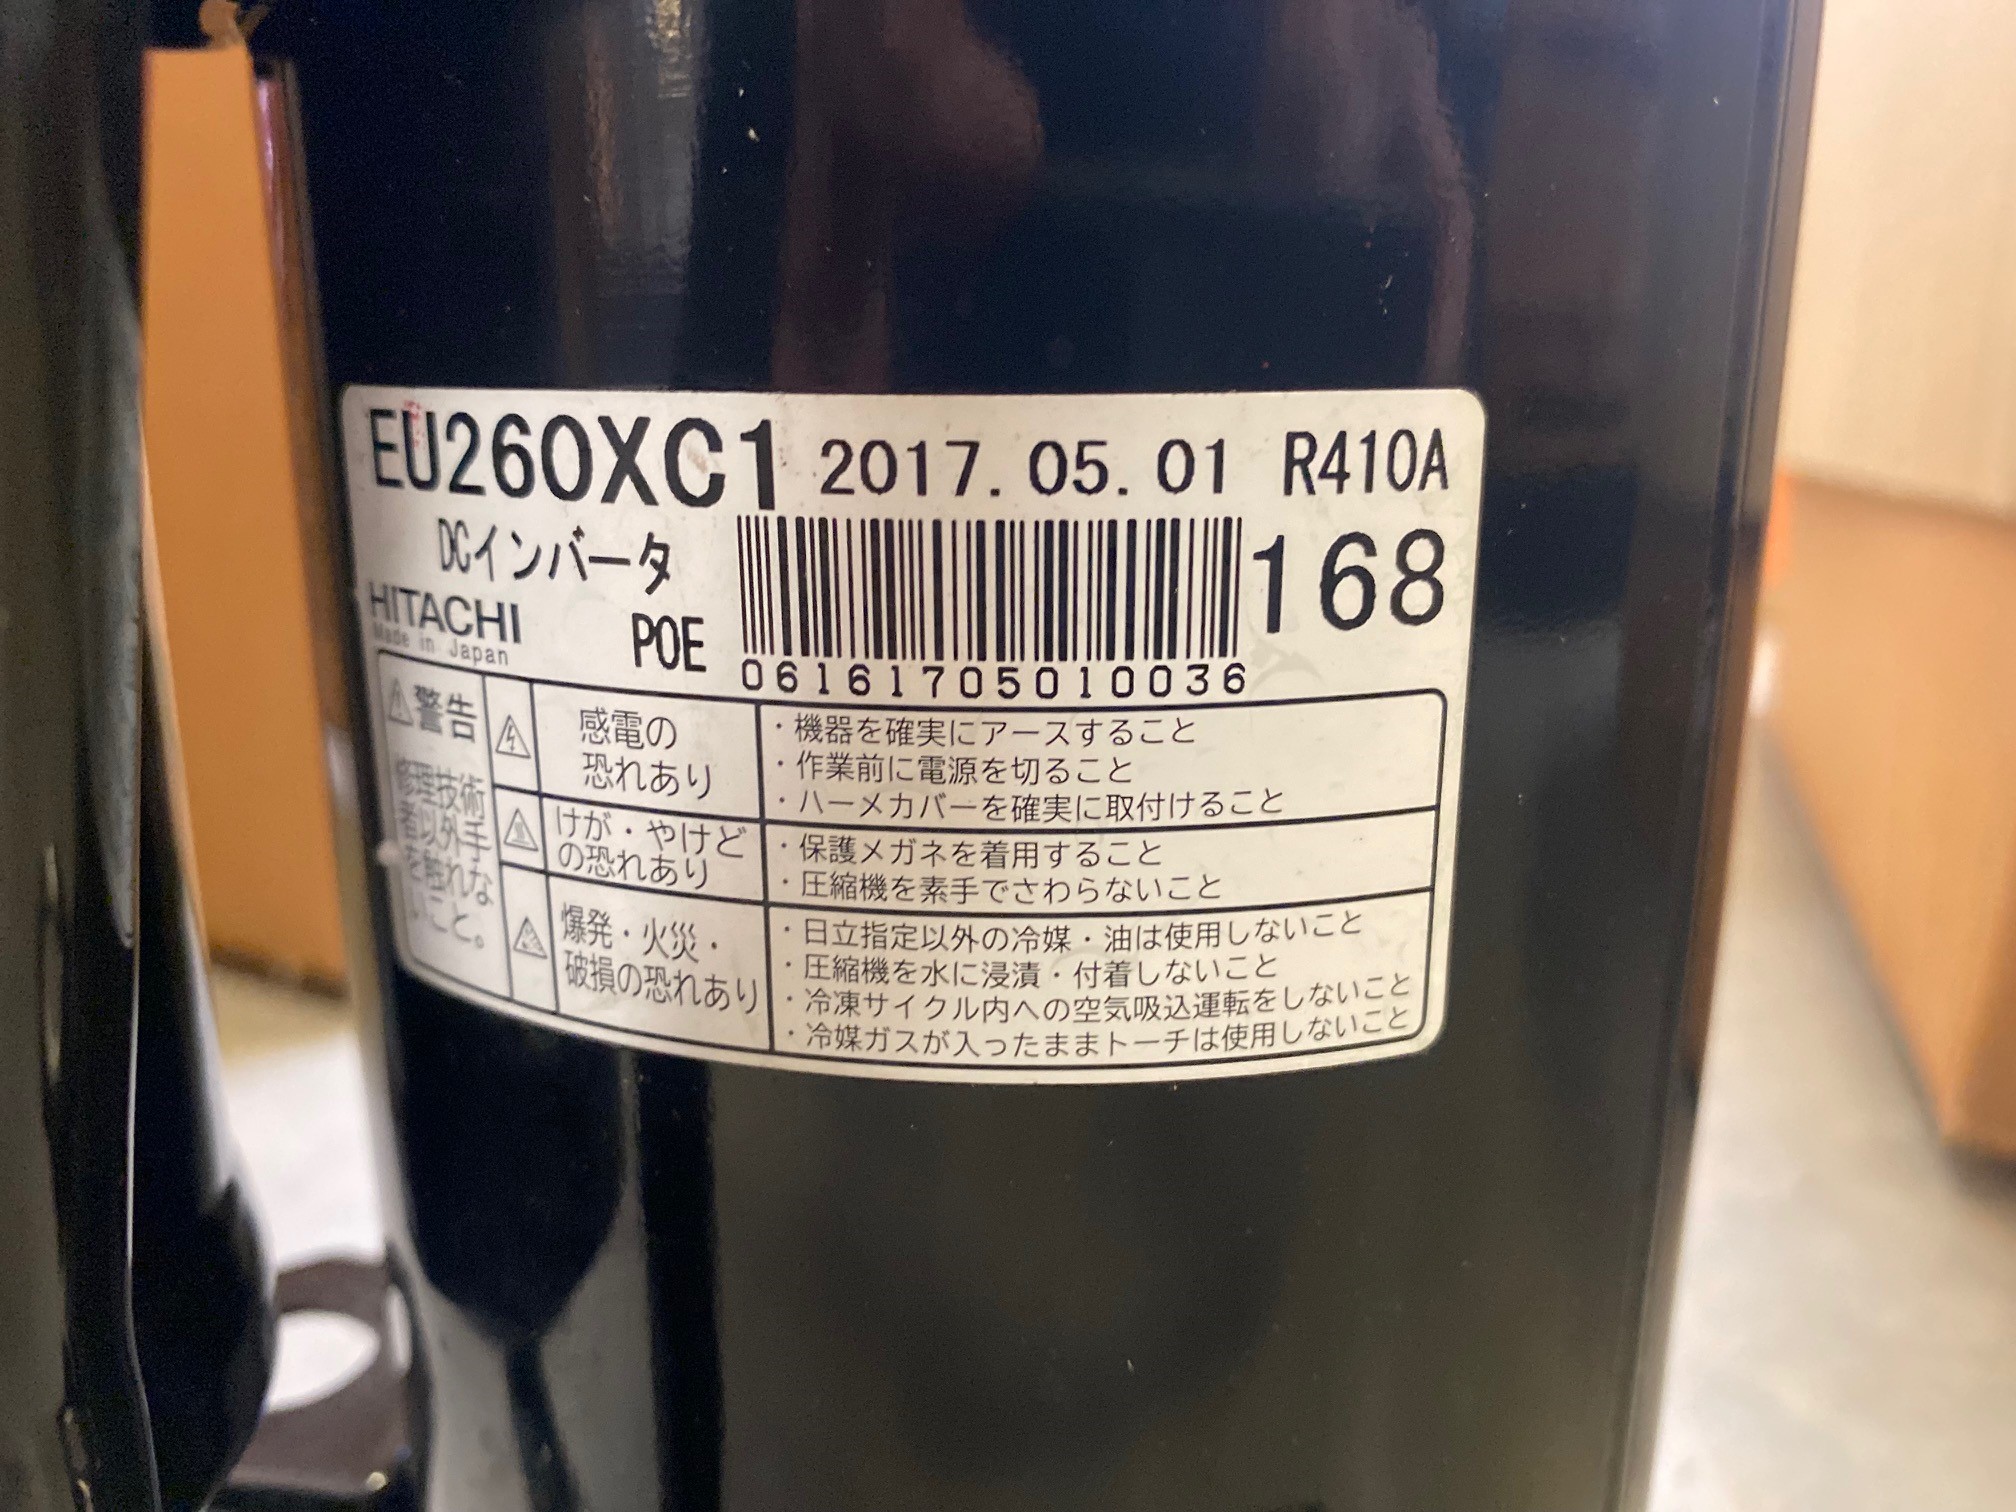 EU260XC1 2017.05.01 R410A
DCインバータ
168
HITACHI
POE
Made in Japan
06161705010036
警告
修理技術
者以外手
を触れな
いこと。
感電の
恐れあり
・機器を確実にアースすること
・作業前に電源を切ること
・ハーメカバーを確実に取付けること
けが・やけど
の恐れあり
・保護メガネを着用すること
・圧縮機を素手でさわらないこと
爆発・火災・
破損の恐れあり
・日立指定以外の冷媒・油は使用しないこと
・圧縮機を水に浸漬・付着しないこと
・冷凍サイクル内への空気吸込運転をしないこと
・冷媒ガスが入ったままトーチは使用しないこと